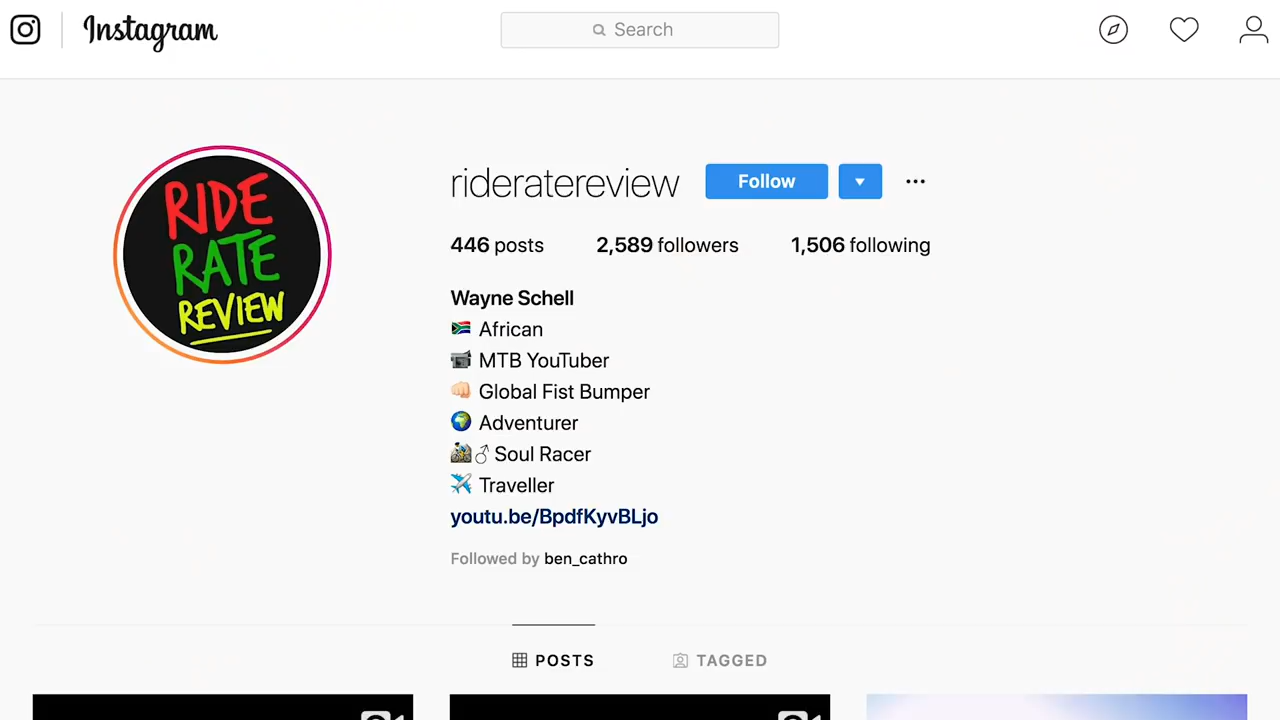 Instagram
Search
RIDE
RATE
REVIEW
rideratereview
Follow
446 posts 2,589 followers 1,506 following
Wayne Schell
🇿🇦 African
📹 MTB YouTuber
👊🏻 Global Fist Bumper
🌍 Adventurer
🚵♂ Soul Racer
✈️ Traveller
youtu.be/BpdfKyvBLjo
Followed by ben_cathro
POSTS TAGGED